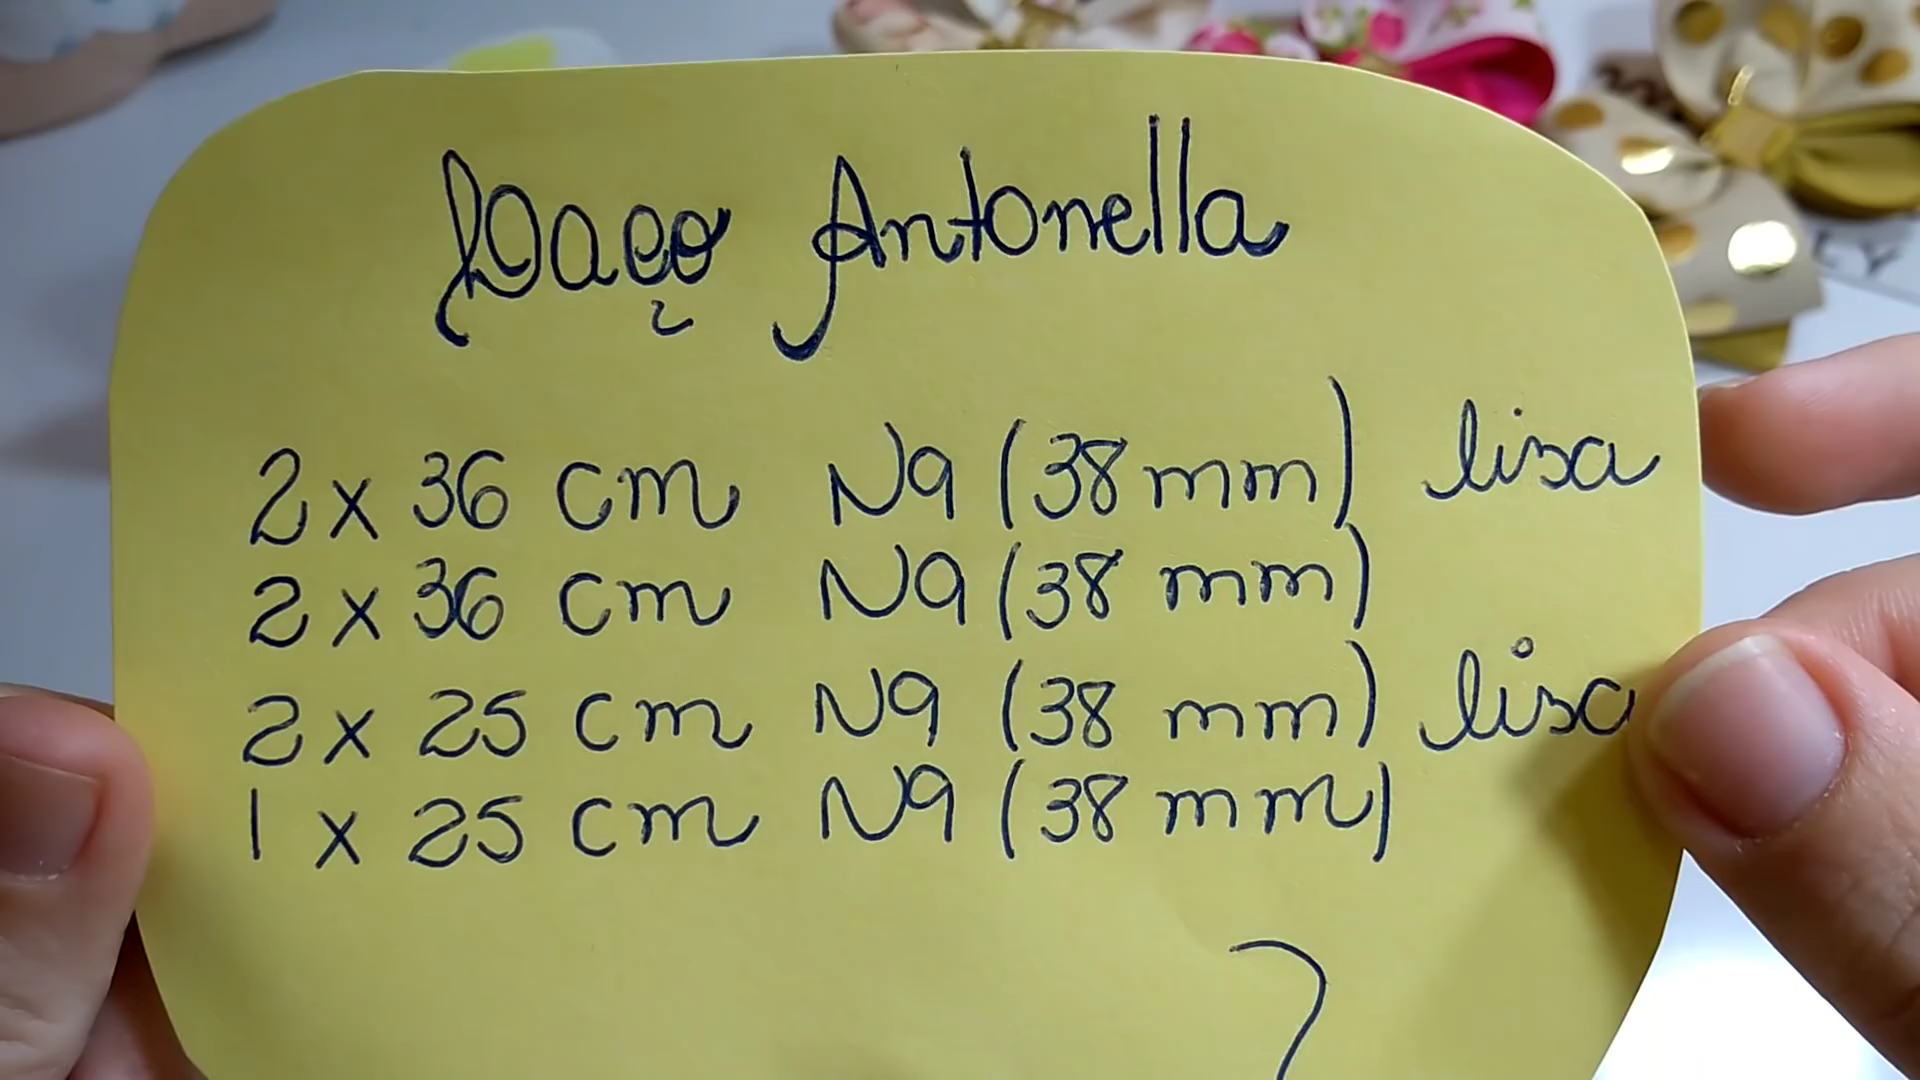 Laço Antonella
2 x 36 cm N9 (38 mm) lisa
2 x 36 cm N9 (38 mm)
2 x 25 cm N9 (38 mm) lisa
1 x 25 cm N9 (38 mm)